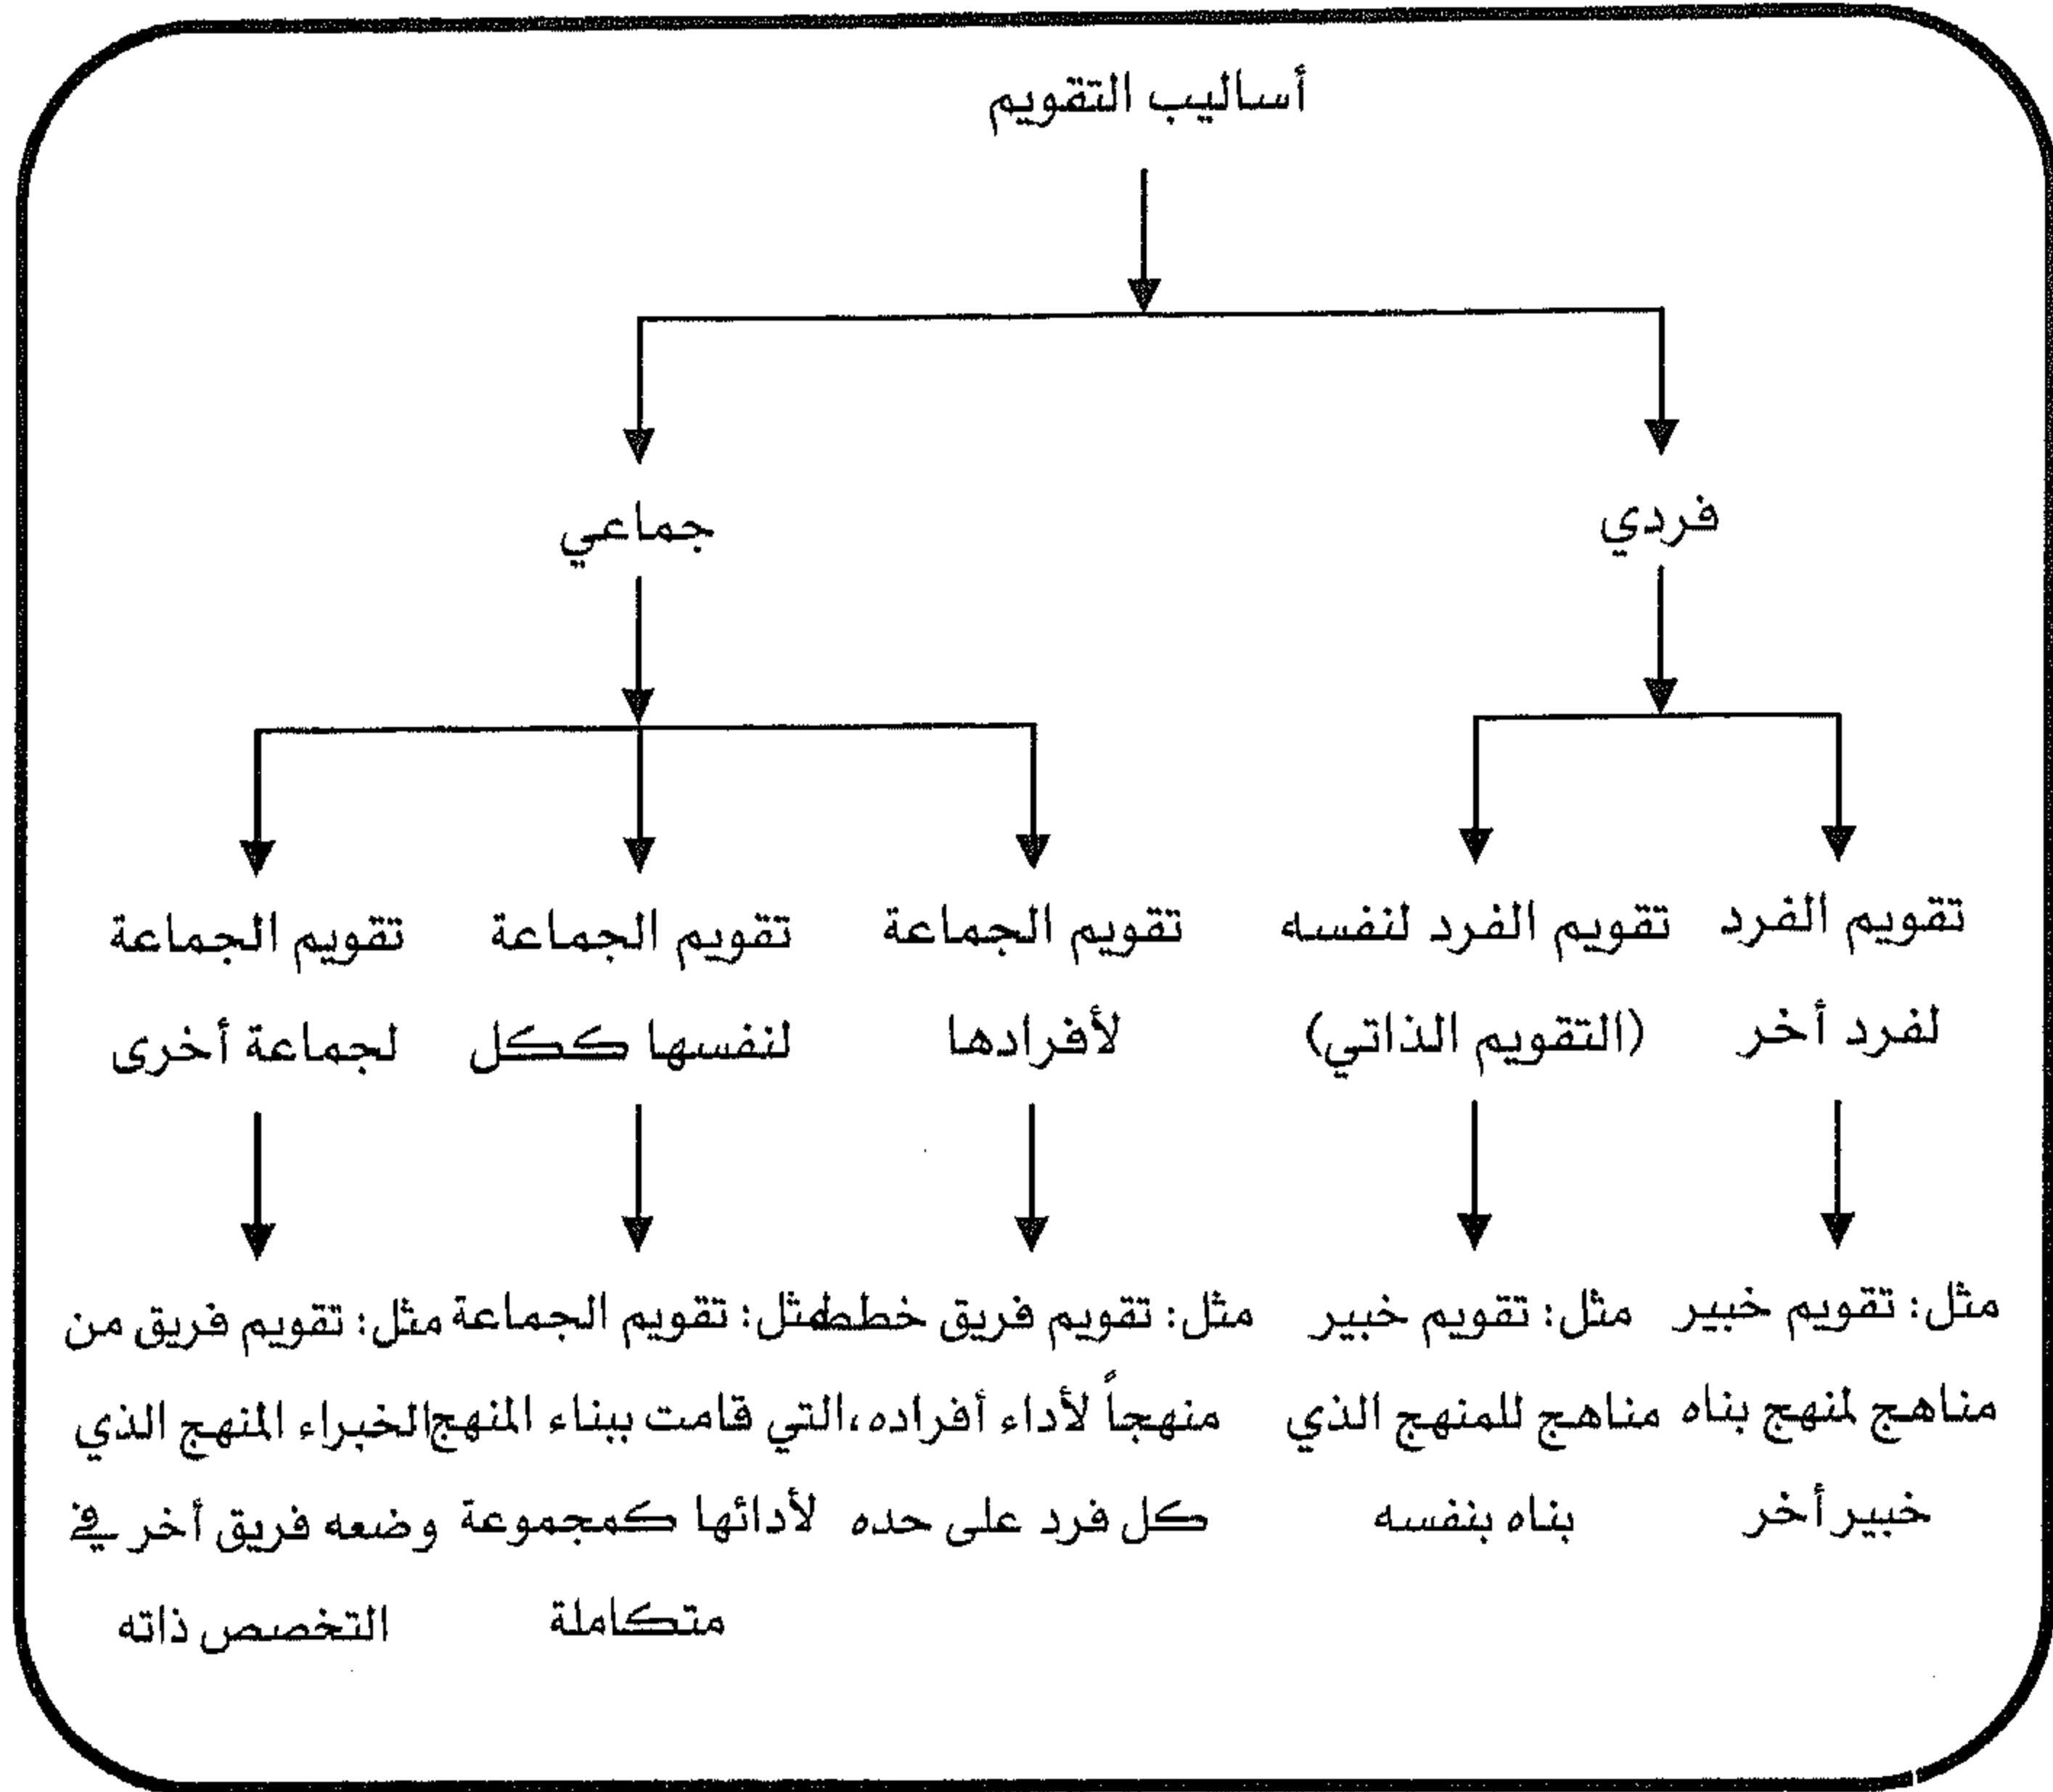 أساليب التقويم
فردي
جماعي
تقويم الفرد
لفرد أخر
تقويم الفرد لنفسه
(التقويم الذاتي)
تقويم الجماعة
لأفرادها
تقويم الجماعة
لنفسها ككل
تقويم الجماعة
لجماعة أخرى
مثل: تقويم خبير
مناهج لمنهج بناه
خبير أخر
مثل: تقويم خبير
مناهج للمنهج الذي
بناه بنفسه
مثل: تقويم فريق خطط
منهجاً لأداء أفراده،
كل فرد على حده
مثل: تقويم الجماعة
التي قامت ببناء المنهج
لأدائها كمجموعة
متكاملة
مثل: تقويم فريق من
الخبراء المنهج الذي
وضعه فريق أخر في
التخصص ذاته